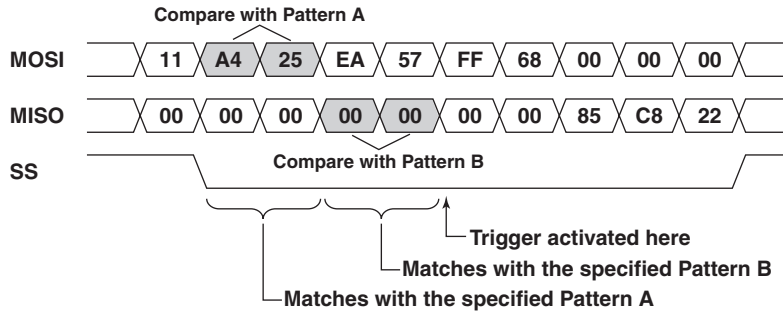 Compare with Pattern A
MOSI 11 A4 25 EA 57 FF 68 00 00 00
MISO 00 00 00 00 00 00 00 85 C8 22
Compare with Pattern B
SS
Trigger activated here
Matches with the specified Pattern B
Matches with the specified Pattern A